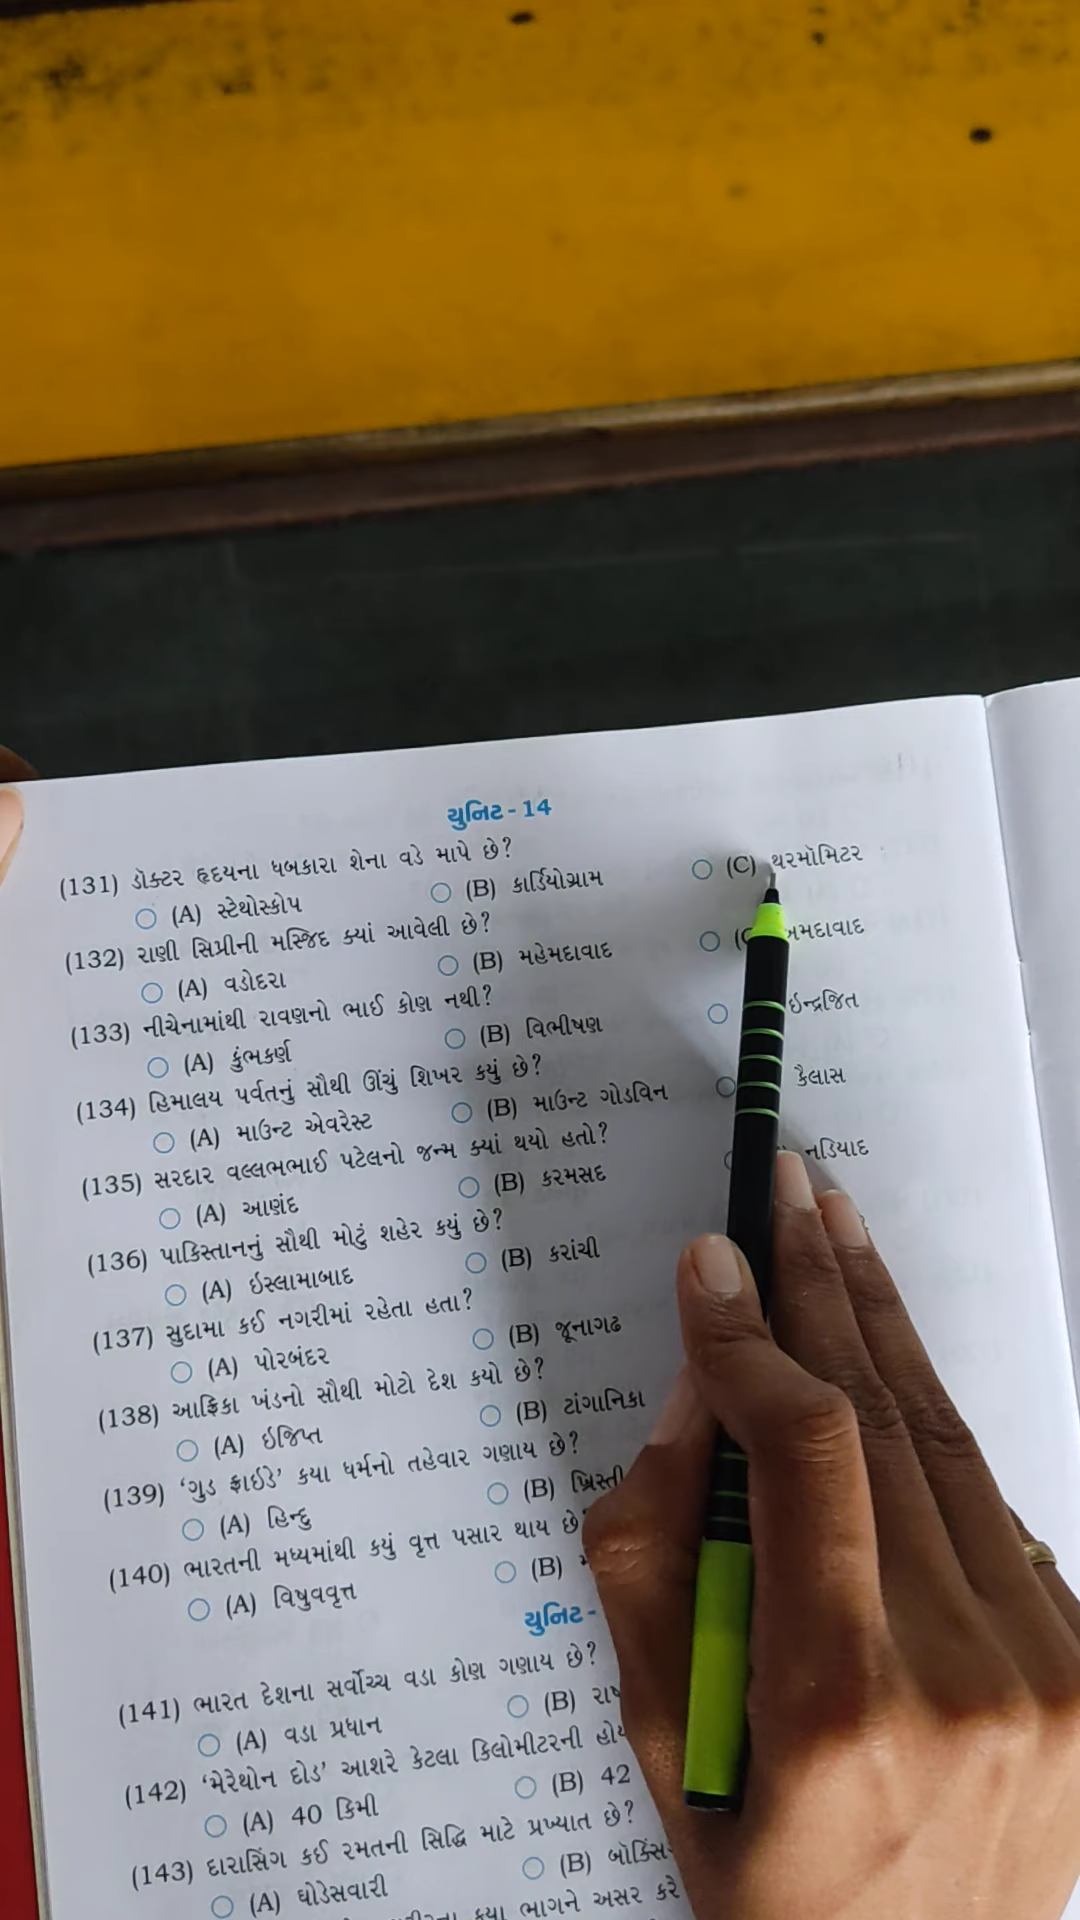 યુનિટ - 14
(131) ડૉક્ટર હૃદયના ધબકારા શેના વડે માપે છે?
(A) સ્ટેથોસ્કોપ (B) કાર્ડિયોગ્રામ (C) થરમૉમિટર
(132) રાણી સિપ્રીની મસ્જિદ ક્યાં આવેલી છે?
(A) વડોદરા (B) મહેમદાવાદ
(133) નીચેનામાંથી રાવણનો ભાઈ કોણ નથી?
(A) કુંભકર્ણ (B) વિભીષણ ઇન્દ્રજિત
(134) હિમાલય પર્વતનું સૌથી ઊંચું શિખર કયું છે?
(A) માઉન્ટ એવરેસ્ટ (B) માઉન્ટ ગોડવિન કૈલાસ
(135) સરદાર વલ્લભભાઈ પટેલનો જન્મ ક્યાં થયો હતો?
(A) આણંદ (B) કરમસદ નડિયાદ
(136) પાકિસ્તાનનું સૌથી મોટું શહેર કયું છે?
(A) ઇસ્લામાબાદ (B) કરાંચી
(137) સુદામા કઈ નગરીમાં રહેતા હતા?
(A) પોરબંદર (B) જૂનાગઢ
(138) આફ્રિકા ખંડનો સૌથી મોટો દેશ કયો છે?
(A) ઇજિપ્ત (B) ટાંગાનિકા
(139) ‘ગુડ ફ્રાઈડે’ કયા ધર્મનો તહેવાર ગણાય છે?
(A) હિન્દુ (B) ખ્રિસ્તી
(140) ભારતની મધ્યમાંથી કયું વૃત્ત પસાર થાય છે
(A) વિષુવવૃત્ત (B)
યુનિટ -
(141) ભારત દેશના સર્વોચ્ચ વડા કોણ ગણાય છે?
(A) વડા પ્રધાન (B)
(142) ‘મેરેથોન દોડ’ આશરે કેટલા કિલોમીટરની
(A) 40 કિમી (B) 42
(143) દારાસિંગ કઈ રમતની સિદ્ધિ માટે પ્રખ્યાત છે?
(A) ઘોડેસવારી (B)
કયા ભાગને અસર કરે